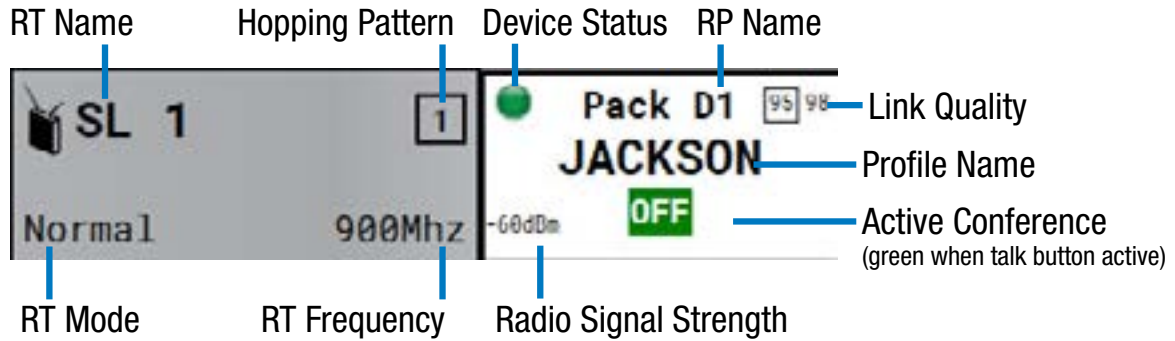 RT Name Hopping Pattern Device Status RP Name
SL 1 1 Pack D1 95 98 Link Quality
JACKSON Profile Name
Normal 900Mhz -60dBm OFF Active Conference
(green when talk button active)
RT Mode RT Frequency Radio Signal Strength